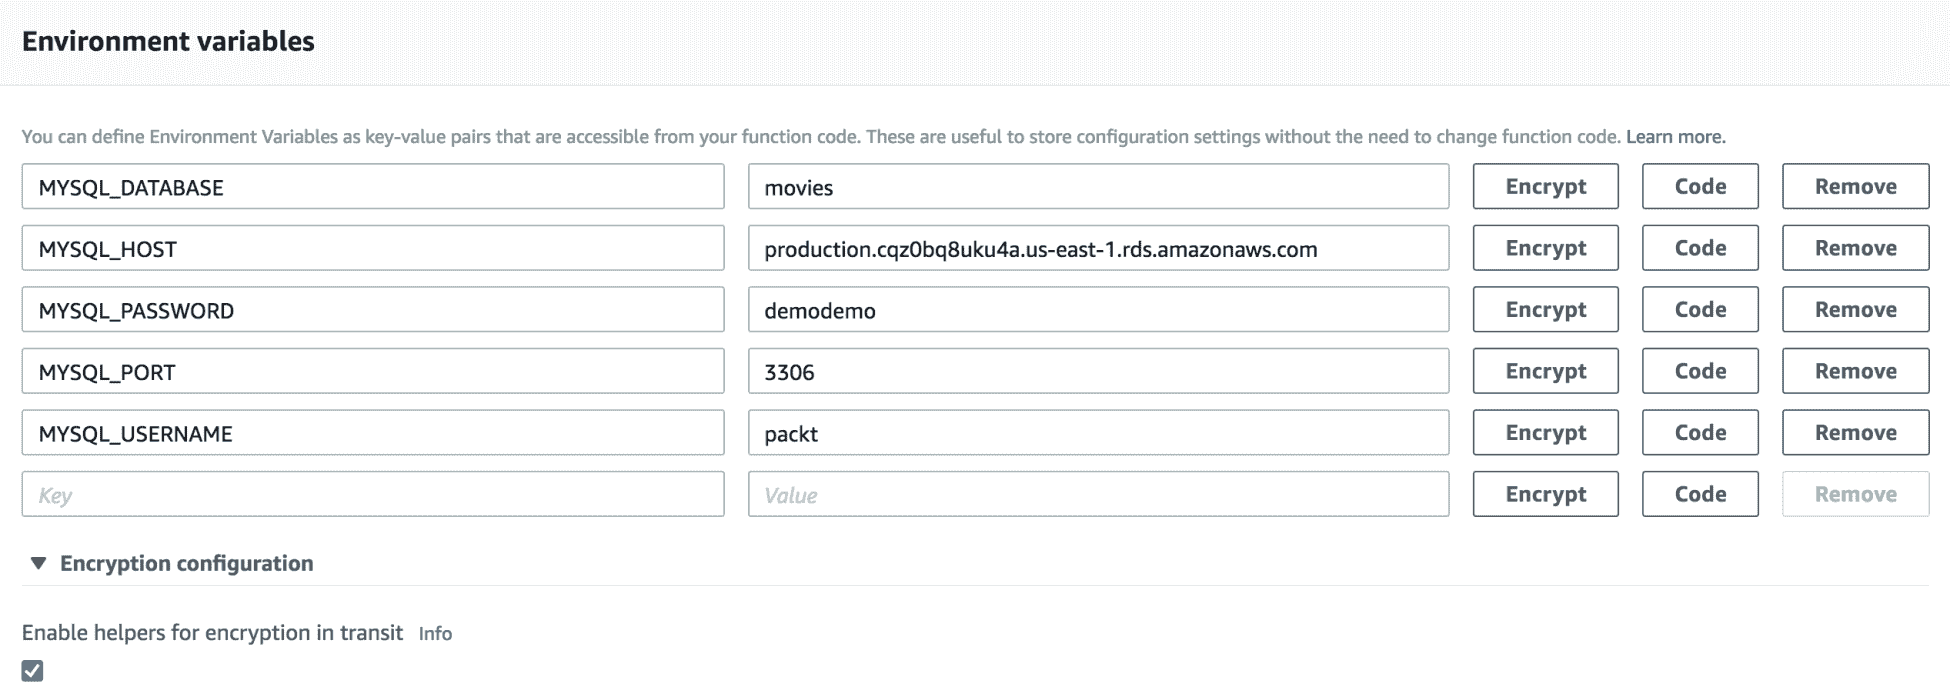 Environment variables
You can define Environment Variables as key-value pairs that are accessible from your function code. These are useful to store configuration settings without the need to change function code. Learn more.
MYSQL_DATABASE movies Encrypt Code Remove
MYSQL_HOST production.cqz0bq8uku4a.us-east-1.rds.amazonaws.com Encrypt Code Remove
MYSQL_PASSWORD demodemo Encrypt Code Remove
MYSQL_PORT 3306 Encrypt Code Remove
MYSQL_USERNAME packt Encrypt Code Remove
Key Value Encrypt Code Remove
Encryption configuration
Enable helpers for encryption in transit Info